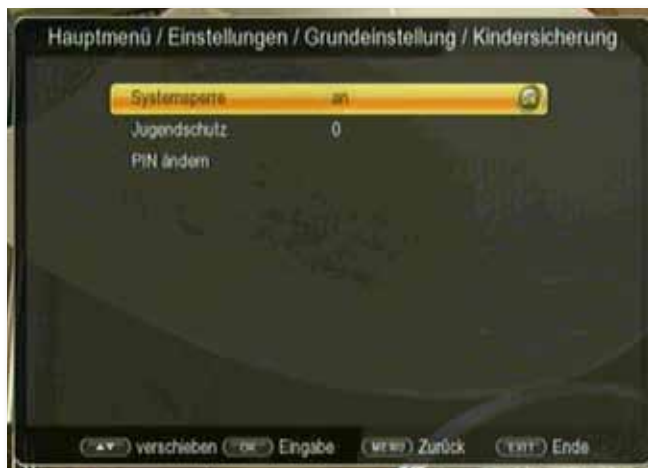 Hauptmenü / Einstellungen / Grundeinstellung / Kindersicherung
Systemsperre an
Jugendschutz 0
PIN ändern
verschieben OK Eingabe MENU Zurück EXIT Ende